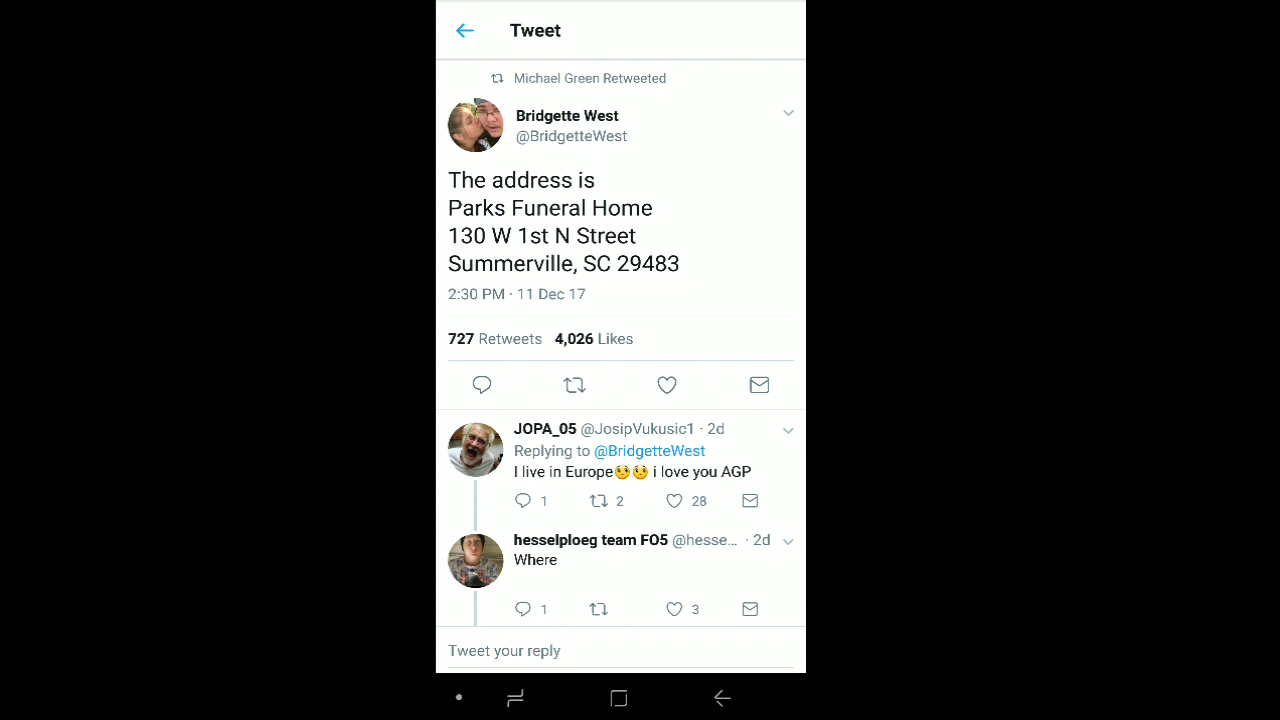 Tweet
Michael Green Retweeted
Bridgette West
@BridgetteWest
The address is
Parks Funeral Home
130 W 1st N Street
Summerville, SC 29483
2:30 PM · 11 Dec 17
727 Retweets 4,026 Likes
JOPA_05 @JosipVukusic1 · 2d
Replying to @BridgetteWest
I live in Europe🥺🥺 i love you AGP
1 2 28
hesselploeg team FO5 @hesse... · 2d
Where
1 3
Tweet your reply